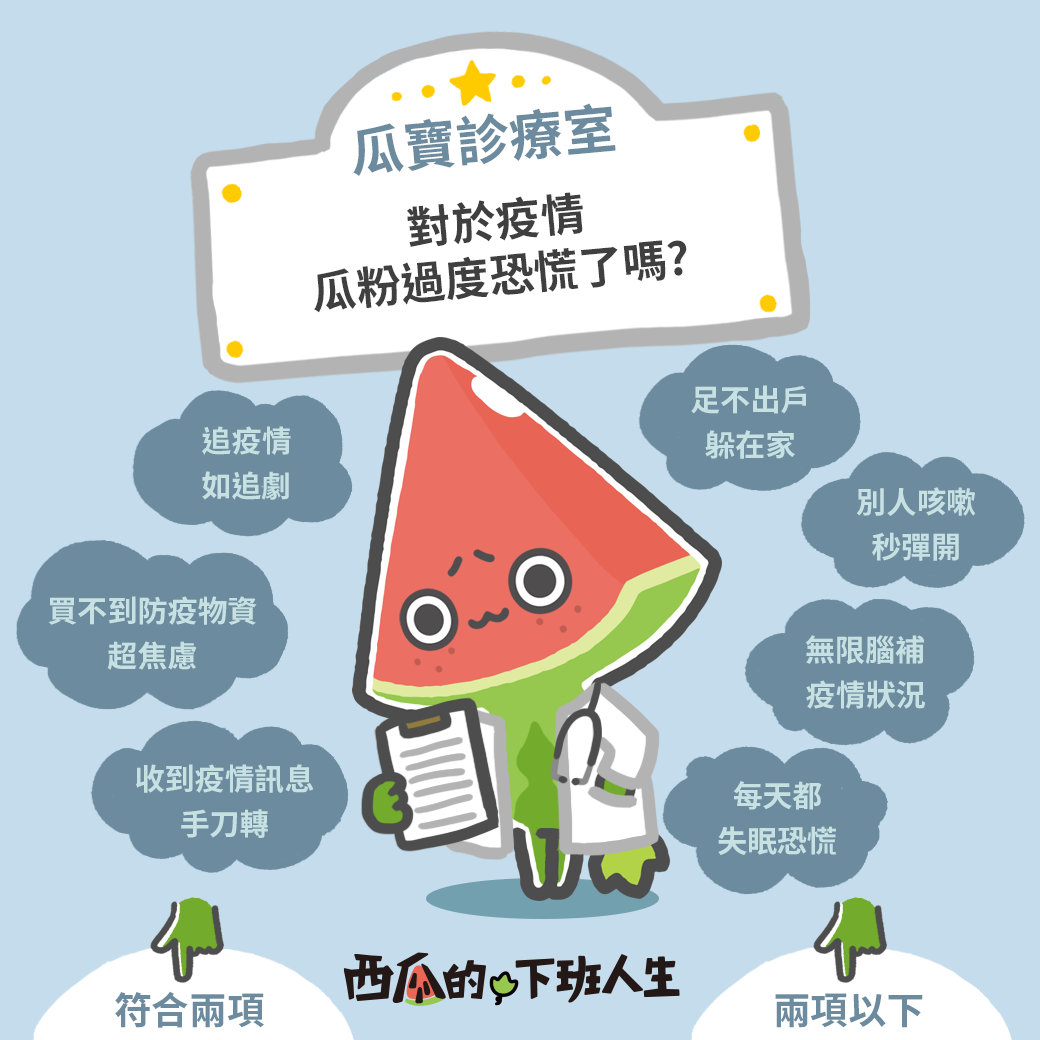 瓜寶診療室
對於疫情
瓜粉過度恐慌了嗎?
追疫情
如追劇
買不到防疫物資
超焦慮
收到疫情訊息
手刀轉
足不出戶
躲在家
別人咳嗽
秒彈開
無限腦補
疫情狀況
每天都
失眠恐慌
西瓜的下班人生
符合兩項
兩項以下